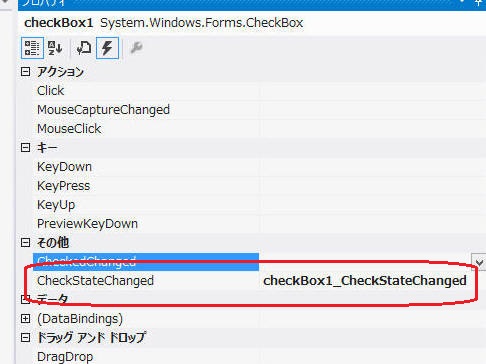 プロパティ
checkBox1 System.Windows.Forms.CheckBox
アクション
Click
MouseCaptureChanged
MouseClick
キー
KeyDown
KeyPress
KeyUp
PreviewKeyDown
その他
CheckedChanged
CheckStateChanged checkBox1_CheckStateChanged
データ
(DataBindings)
ドラッグ アンド ドロップ
DragDrop